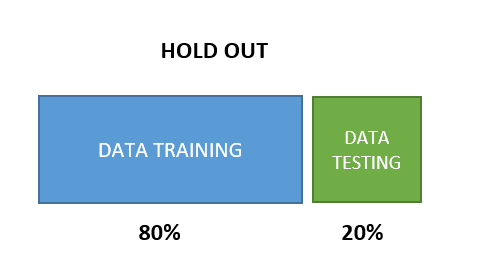 HOLD OUT
DATA TRAINING
DATA
TESTING
80%
20%